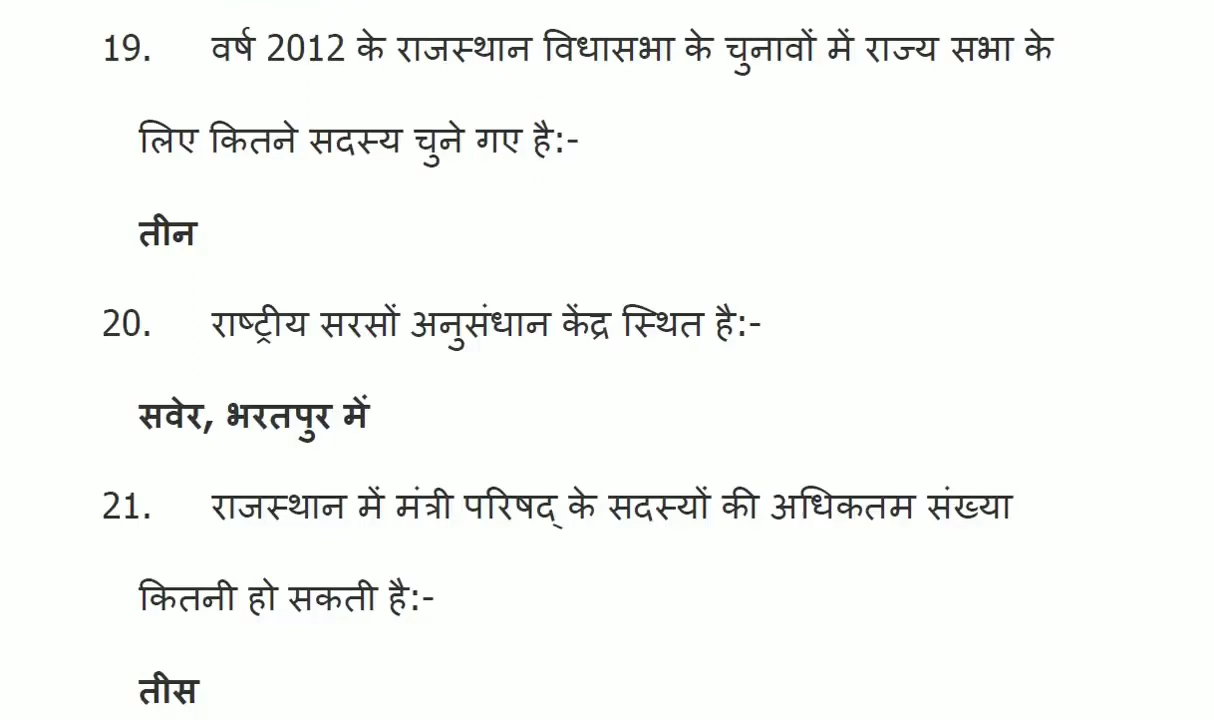 19. वर्ष 2012 के राजस्थान विधासभा के चुनावों में राज्य सभा के
लिए कितने सदस्य चुने गए है:-
तीन
20. राष्ट्रीय सरसों अनुसंधान केंद्र स्थित है:-
सवेर, भरतपुर में
21. राजस्थान में मंत्री परिषद् के सदस्यों की अधिकतम संख्या
कितनी हो सकती है:-
तीस